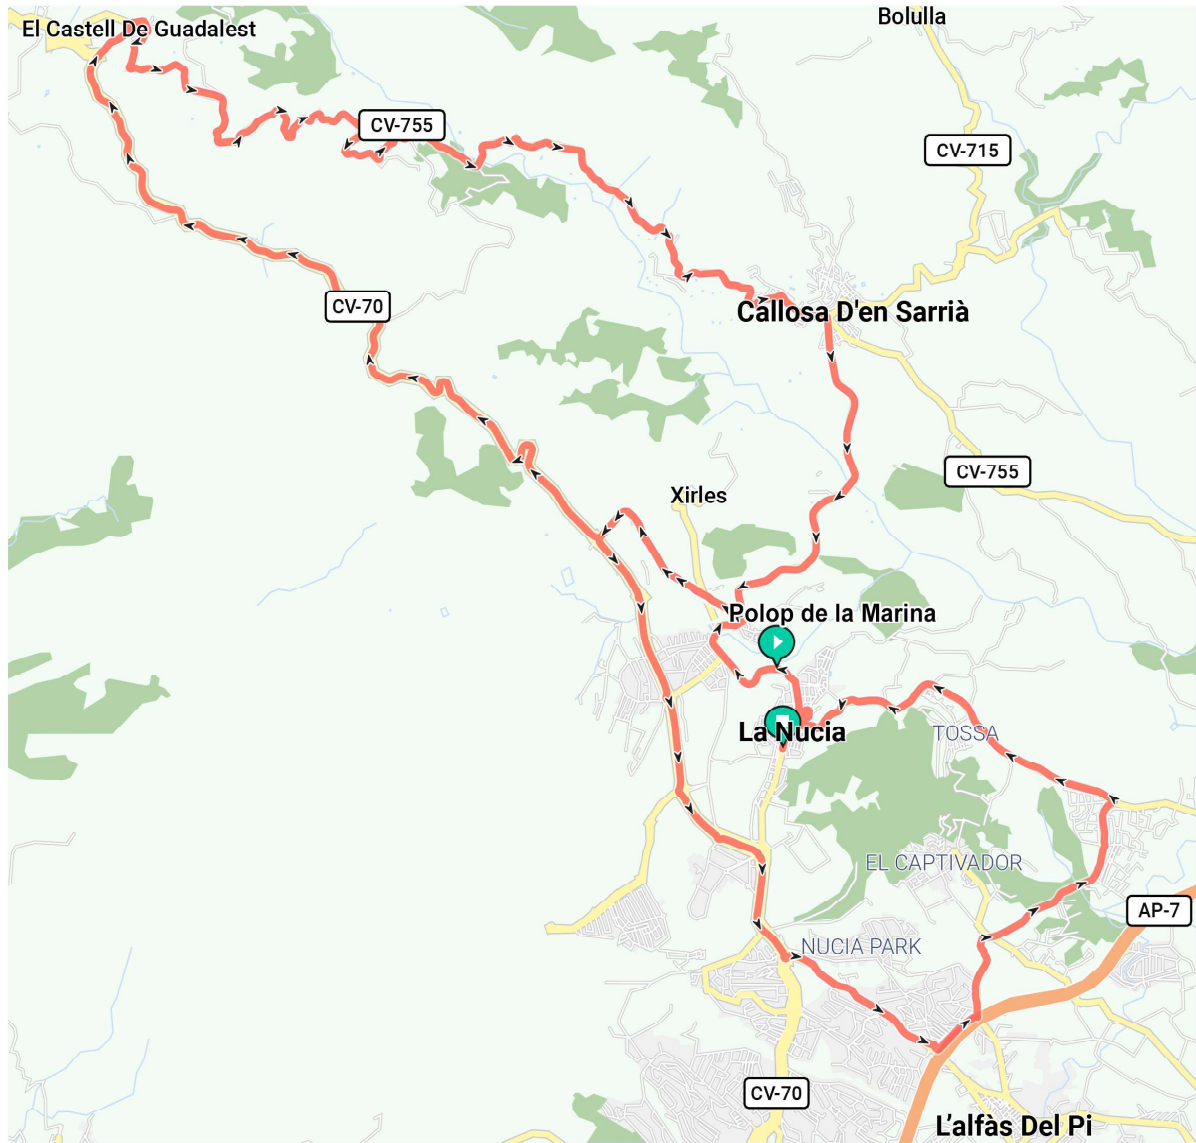 Bolulla
El Castell De Guadalest
CV-755
CV-715
CV-70
Callosa D'en Sarrià
CV-755
Xirles
Polop de la Marina
La Nucia
TOSSA
EL CAPTIVADOR
AP-7
NUCIA PARK
CV-70
L'alfàs Del Pi